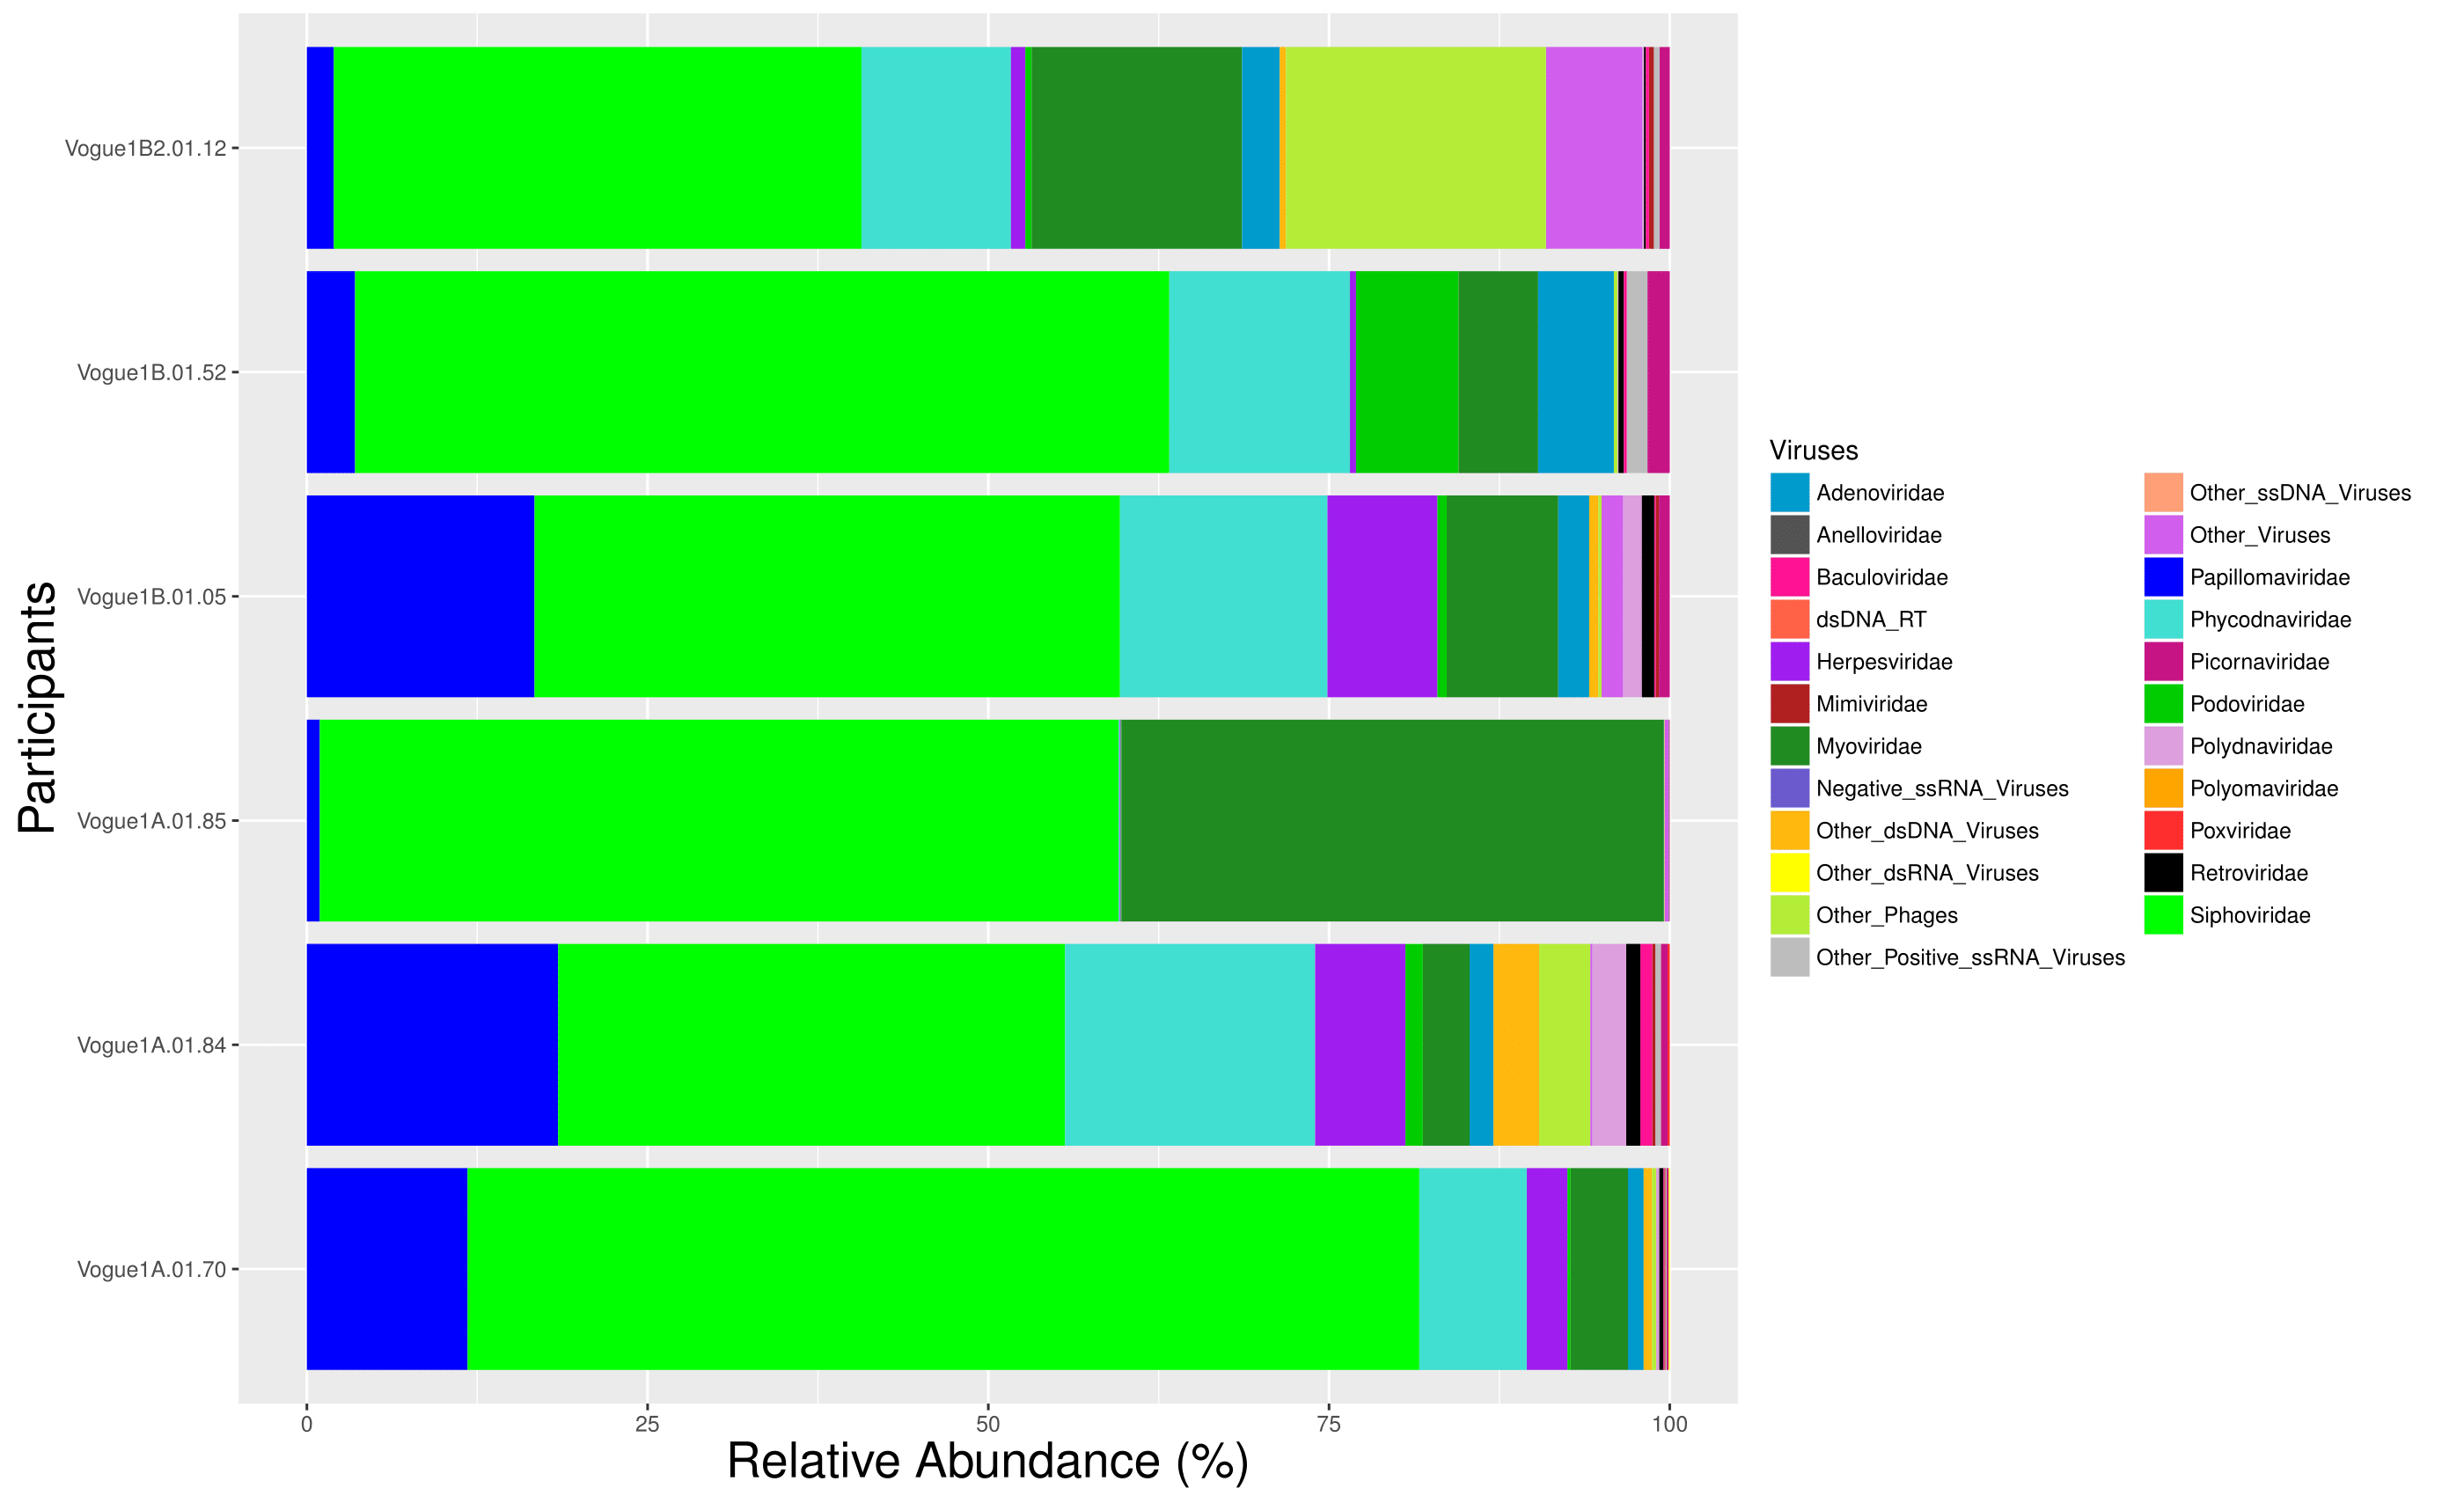 Participants
Vogue1B2.01.12
Vogue1B.01.52
Vogue1B.01.05
Vogue1A.01.85
Vogue1A.01.84
Vogue1A.01.70
0 25 50 75 100
Relative Abundance (%)
Viruses
Adenoviridae
Anelloviridae
Baculoviridae
dsDNA_RT
Herpesviridae
Mimiviridae
Myoviridae
Negative_ssRNA_Viruses
Other_dsDNA_Viruses
Other_dsRNA_Viruses
Other_Phages
Other_Positive_ssRNA_Viruses
Other_ssDNA_Viruses
Other_Viruses
Papillomaviridae
Phycodnaviridae
Picornaviridae
Podoviridae
Polydnaviridae
Polyomaviridae
Poxviridae
Retroviridae
Siphoviridae